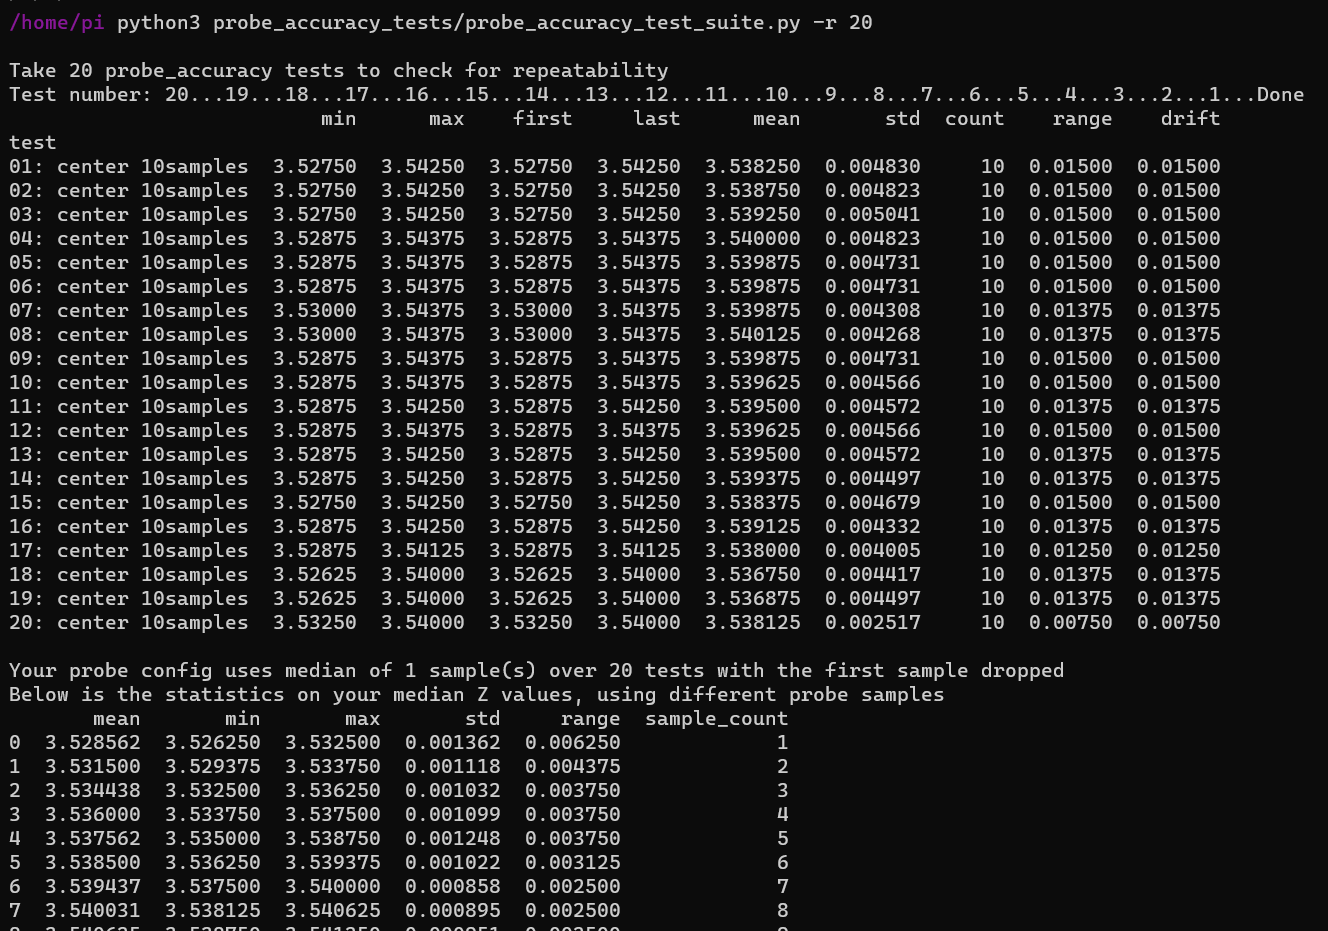 /home/pi python3 probe_accuracy_tests/probe_accuracy_test_suite.py -r 20
Take 20 probe_accuracy tests to check for repeatability
Test number: 20...19...18...17...16...15...14...13...12...11...10...9...8...7...6...5...4...3...2...1...Done
min max first last mean std count range drift
test
01: center 10samples 3.52750 3.54250 3.52750 3.54250 3.538250 0.004830 10 0.01500 0.01500
02: center 10samples 3.52750 3.54250 3.52750 3.54250 3.538750 0.004823 10 0.01500 0.01500
03: center 10samples 3.52750 3.54250 3.52750 3.54250 3.539250 0.005041 10 0.01500 0.01500
04: center 10samples 3.52875 3.54375 3.52875 3.54375 3.540000 0.004823 10 0.01500 0.01500
05: center 10samples 3.52875 3.54375 3.52875 3.54375 3.539875 0.004731 10 0.01500 0.01500
06: center 10samples 3.52875 3.54375 3.52875 3.54375 3.539875 0.004731 10 0.01500 0.01500
07: center 10samples 3.53000 3.54375 3.53000 3.54375 3.539875 0.004308 10 0.01375 0.01375
08: center 10samples 3.53000 3.54375 3.53000 3.54375 3.540125 0.004268 10 0.01375 0.01375
09: center 10samples 3.52875 3.54375 3.52875 3.54375 3.539875 0.004731 10 0.01500 0.01500
10: center 10samples 3.52875 3.54375 3.52875 3.54375 3.539625 0.004566 10 0.01500 0.01500
11: center 10samples 3.52875 3.54250 3.52875 3.54250 3.539500 0.004572 10 0.01375 0.01375
12: center 10samples 3.52875 3.54375 3.52875 3.54375 3.539625 0.004566 10 0.01500 0.01500
13: center 10samples 3.52875 3.54250 3.52875 3.54250 3.539500 0.004572 10 0.01375 0.01375
14: center 10samples 3.52875 3.54250 3.52875 3.54250 3.539375 0.004497 10 0.01375 0.01375
15: center 10samples 3.52750 3.54250 3.52750 3.54250 3.538375 0.004679 10 0.01500 0.01500
16: center 10samples 3.52875 3.54250 3.52875 3.54250 3.539125 0.004332 10 0.01375 0.01375
17: center 10samples 3.52875 3.54125 3.52875 3.54125 3.538000 0.004005 10 0.01250 0.01250
18: center 10samples 3.52625 3.54000 3.52625 3.54000 3.536750 0.004417 10 0.01375 0.01375
19: center 10samples 3.52625 3.54000 3.52625 3.54000 3.536875 0.004497 10 0.01375 0.01375
20: center 10samples 3.53250 3.54000 3.53250 3.54000 3.538125 0.002517 10 0.00750 0.00750
Your probe config uses median of 1 sample(s) over 20 tests with the first sample dropped
Below is the statistics on your median Z values, using different probe samples
mean min max std range sample_count
0 3.528562 3.526250 3.532500 0.001362 0.006250 1
1 3.531500 3.529375 3.533750 0.001118 0.004375 2
2 3.534438 3.532500 3.536250 0.001032 0.003750 3
3 3.536000 3.533750 3.537500 0.001099 0.003750 4
4 3.537562 3.535000 3.538750 0.001248 0.003750 5
5 3.538500 3.536250 3.539375 0.001022 0.003125 6
6 3.539437 3.537500 3.540000 0.000858 0.002500 7
7 3.540031 3.538125 3.540625 0.000895 0.002500 8